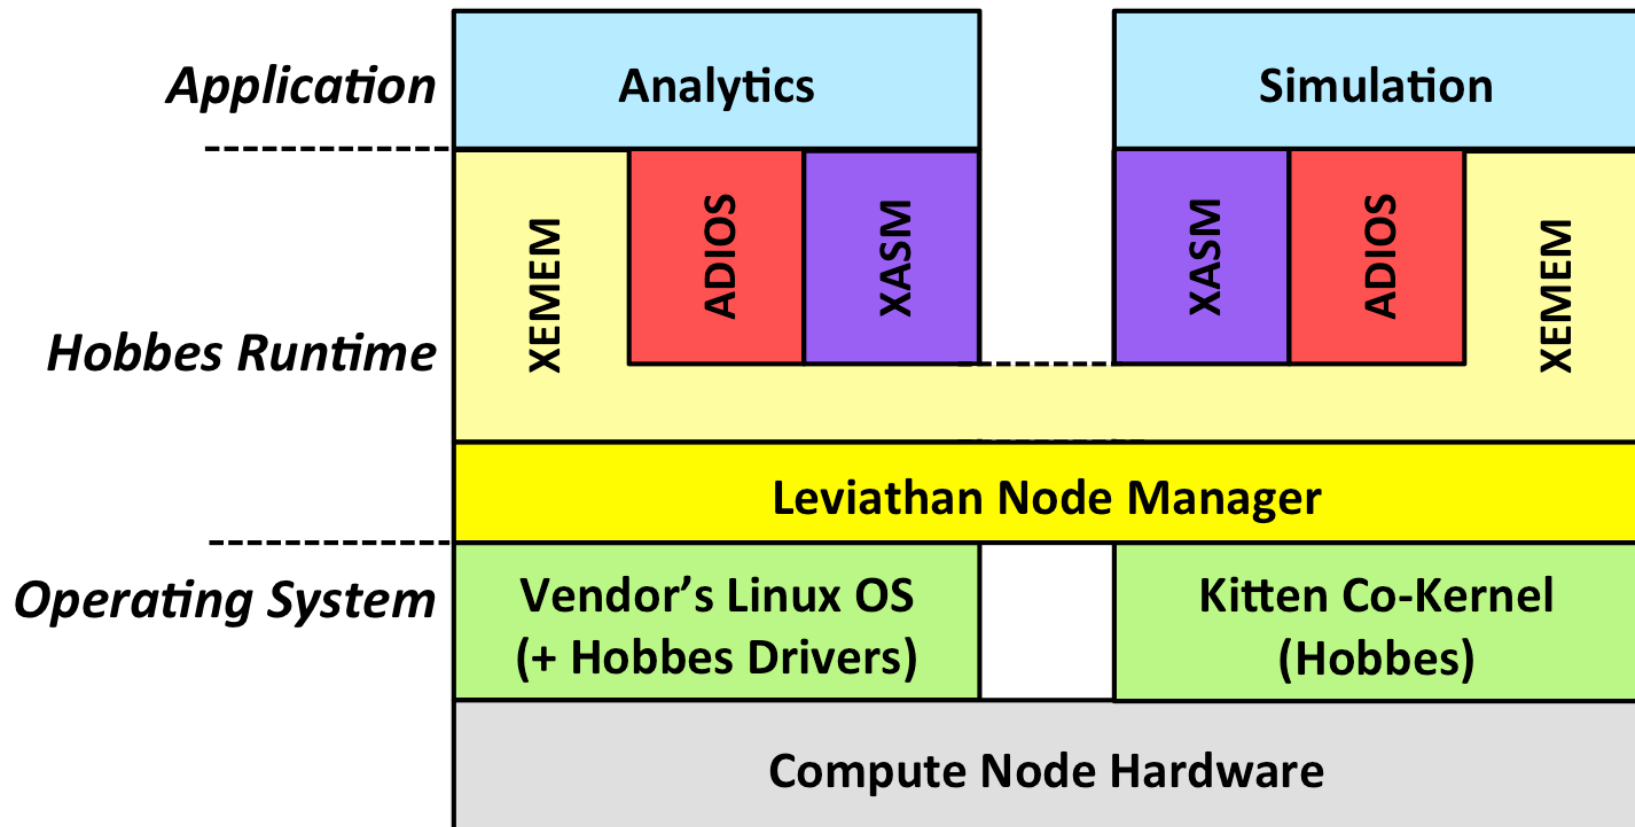 Application
Analytics
Simulation
XEMEM
ADIOS
XASM
XASM
ADIOS
XEMEM
Hobbes Runtime
Leviathan Node Manager
Operating System
Vendor’s Linux OS
(+ Hobbes Drivers)
Kitten Co-Kernel
(Hobbes)
Compute Node Hardware